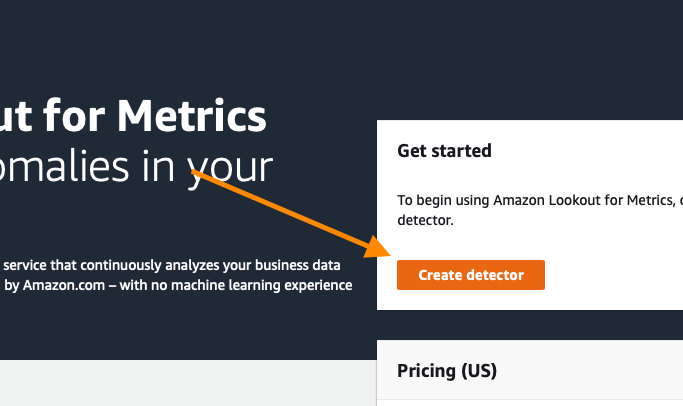 ut for Metrics
omalies in your
service that continuously analyzes your business data
by Amazon.com – with no machine learning experience
Get started
To begin using Amazon Lookout for Metrics,
detector.
Create detector
Pricing (US)